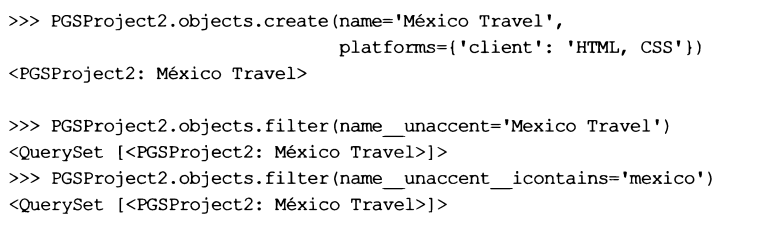 >>> PGSProject2.objects.create(name='México Travel',
                               platforms={'client': 'HTML, CSS'})
<PGSProject2: México Travel>

>>> PGSProject2.objects.filter(name__unaccent='Mexico Travel')
<QuerySet [<PGSProject2: México Travel>]>
>>> PGSProject2.objects.filter(name__unaccent__icontains='mexico')
<QuerySet [<PGSProject2: México Travel>]>